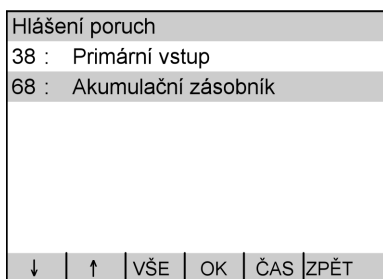 Hlášení poruch
38 : Primární vstup
68 : Akumulační zásobník
↓ ↑ VŠE OK ČAS ZPĚT